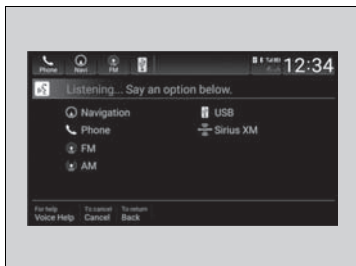 Phone Navi FM 12:34
Listening... Say an option below.
Navigation USB
Phone Sirius XM
FM
AM
For help To cancel To return
Voice Help Cancel Back